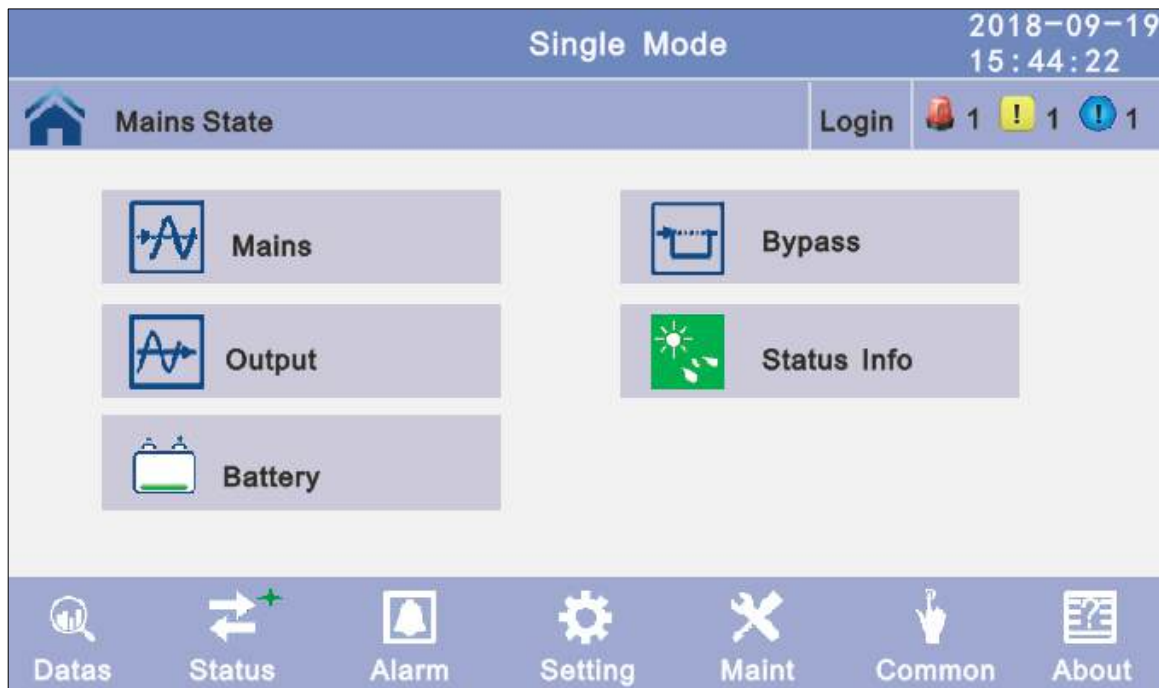 Single Mode
2018-09-19
15:44:22
Mains State
Login
1
! 1
! 1
Mains
Bypass
Output
Status Info
Battery
Datas
Status
Alarm
Setting
Maint
Common
?
About